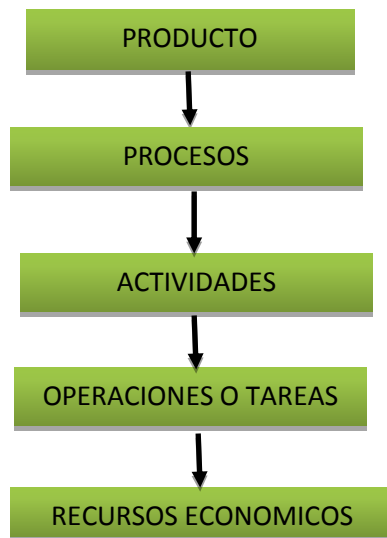 PRODUCTO
PROCESOS
ACTIVIDADES
OPERACIONES O TAREAS
RECURSOS ECONOMICOS